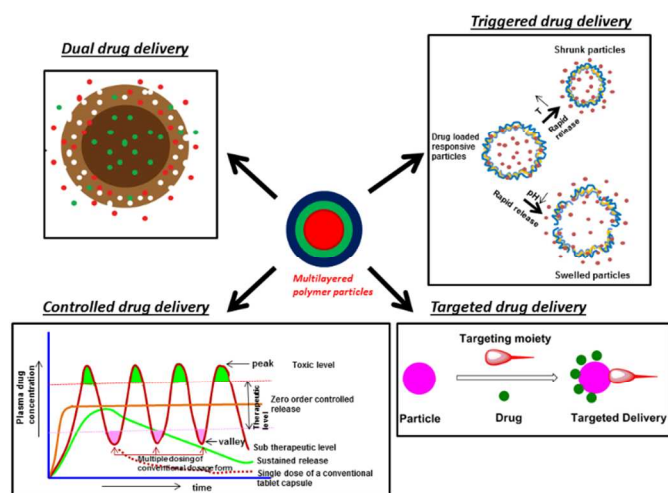 Dual drug delivery
Triggered drug delivery
Shrunk particles
T
Rapid
release
Drug loaded
responsive
particles
pH
Rapid release
Swelled particles
Multilayered
polymer particles
Controlled drug delivery
Plasma drug
concentration
peak
Toxic level
Zero order controlled
release
Therapeutic
level
valley
Sub therapeutic level
Multiple dosing of
conventional dosage form
Sustained release
Single dose of a conventional
tablet capsule
time
Targeted drug delivery
Targeting moiety
Particle
Drug
Targeted Delivery